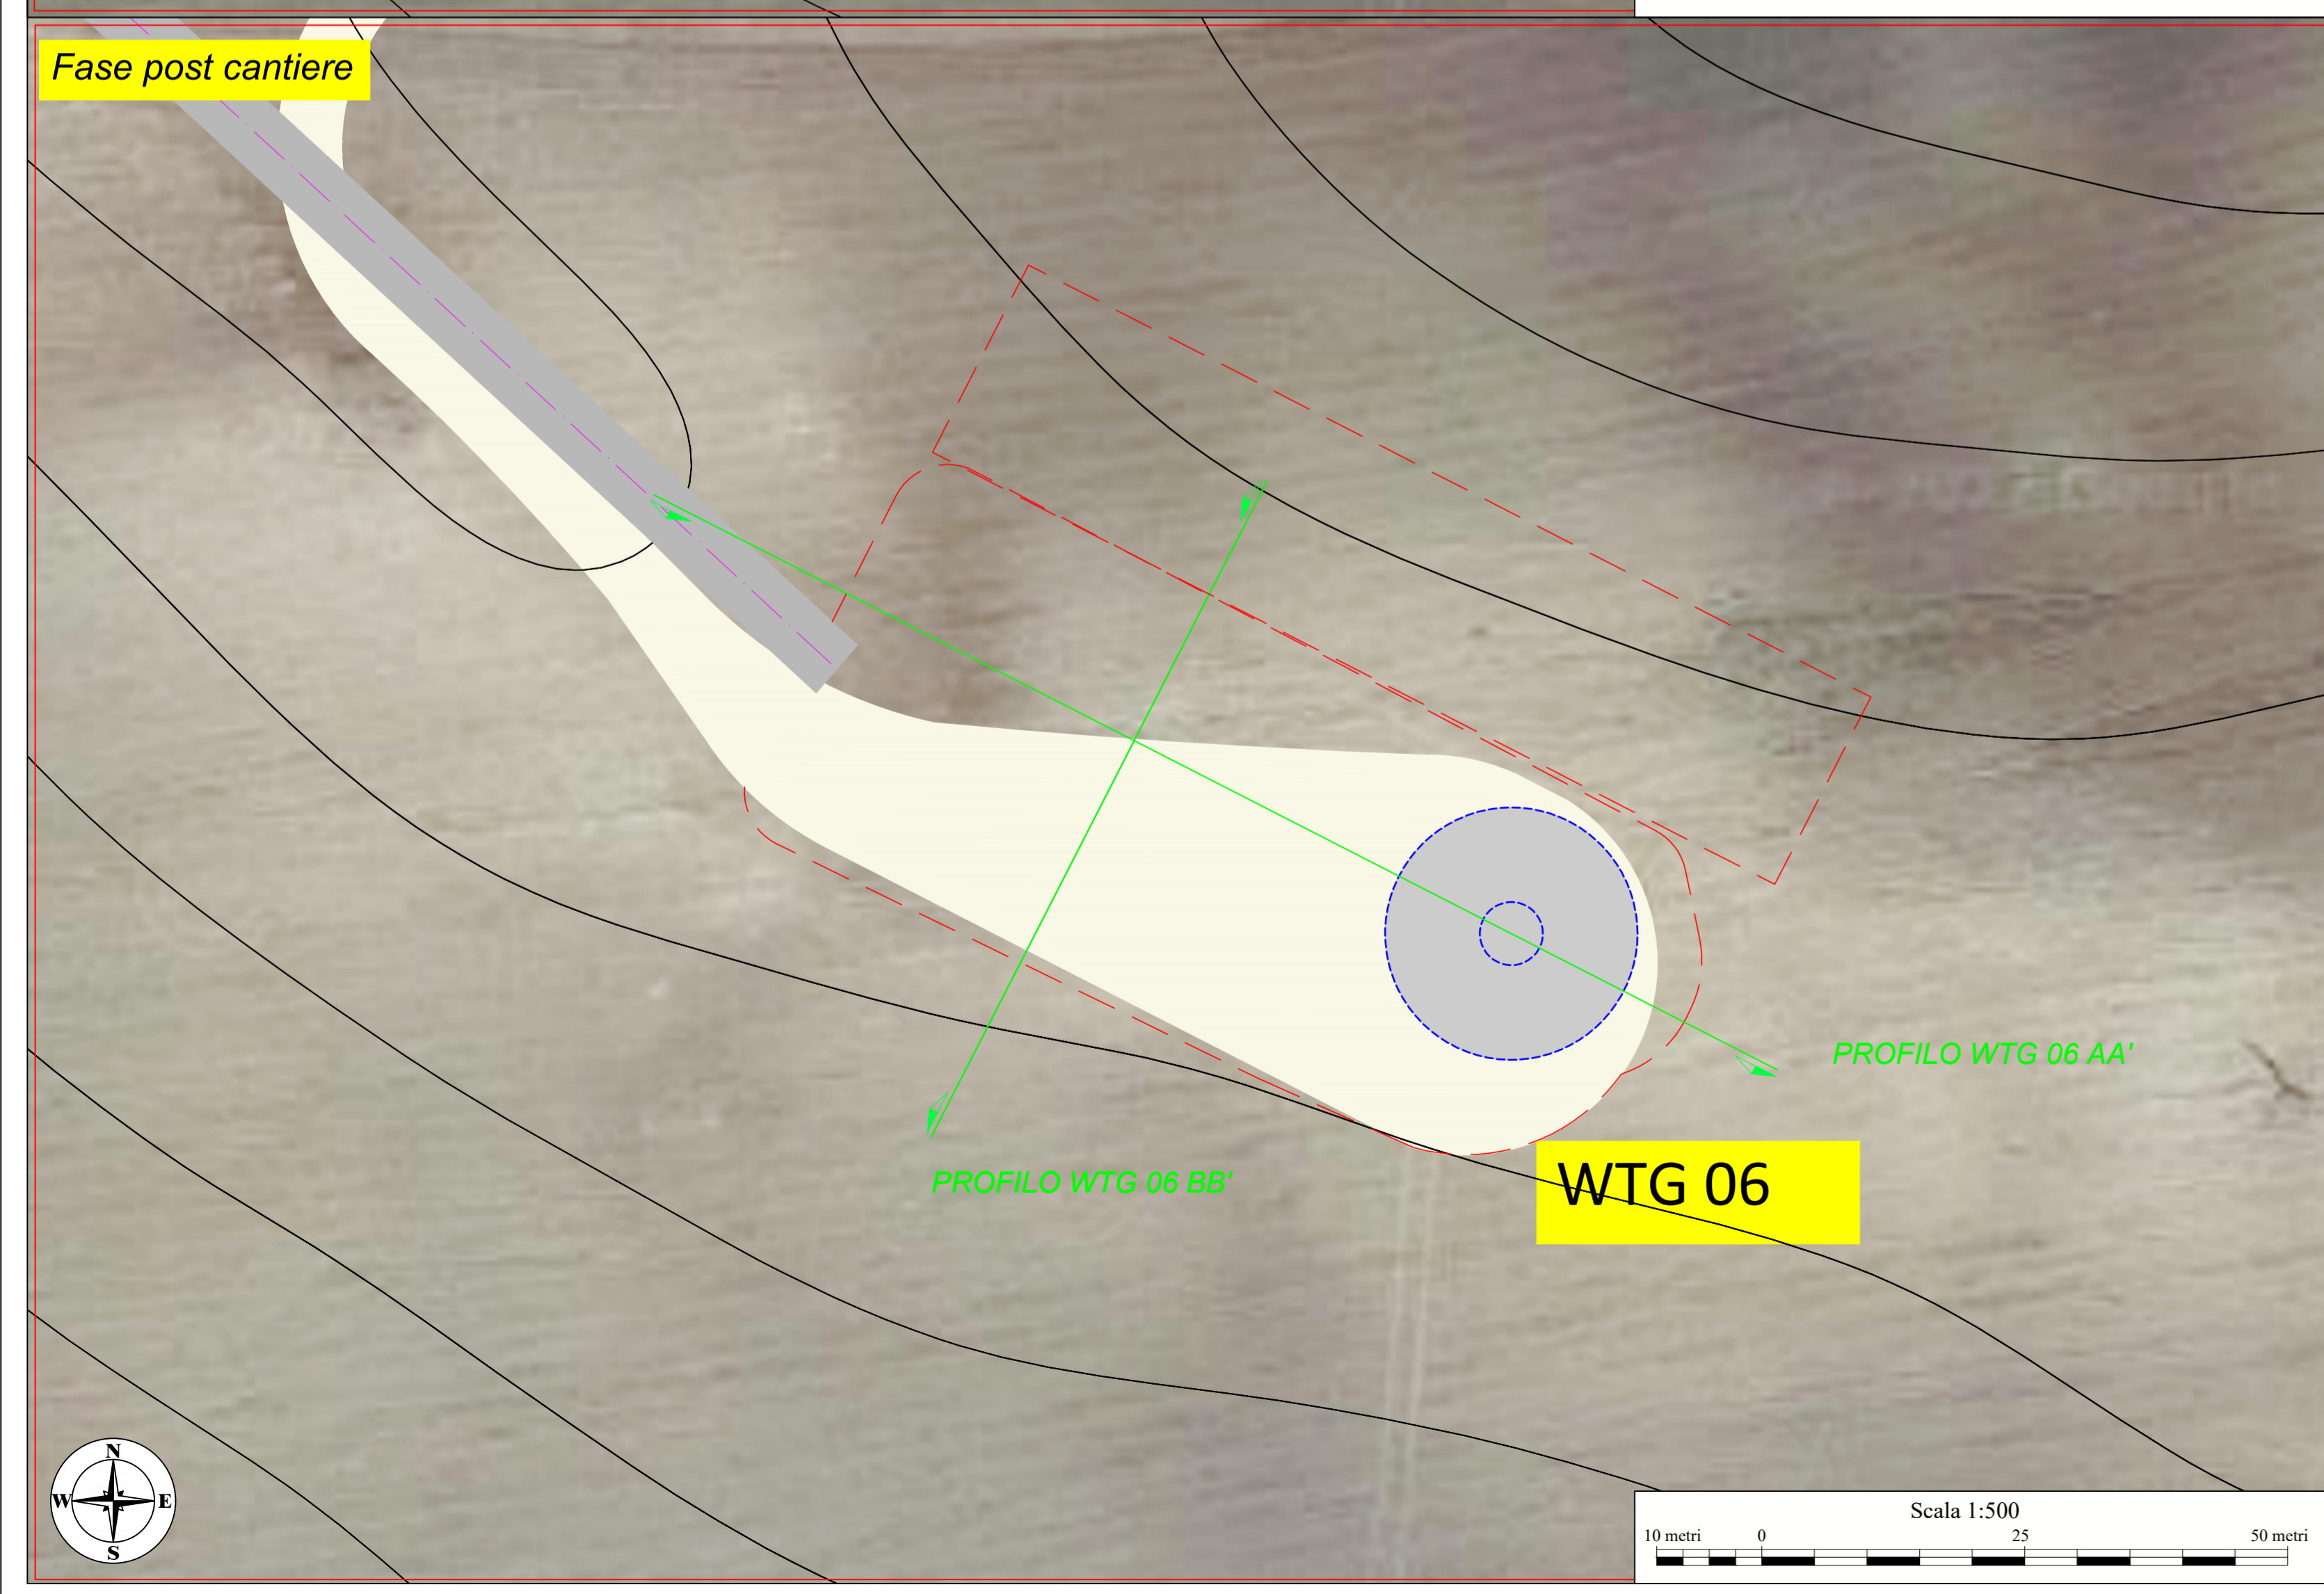 Fase post cantiere
PROFILO WTG 06 AA'
PROFILO WTG 06 BB'
WTG 06
N
W E
S
Scala 1:500
10 metri 0 25 50 metri